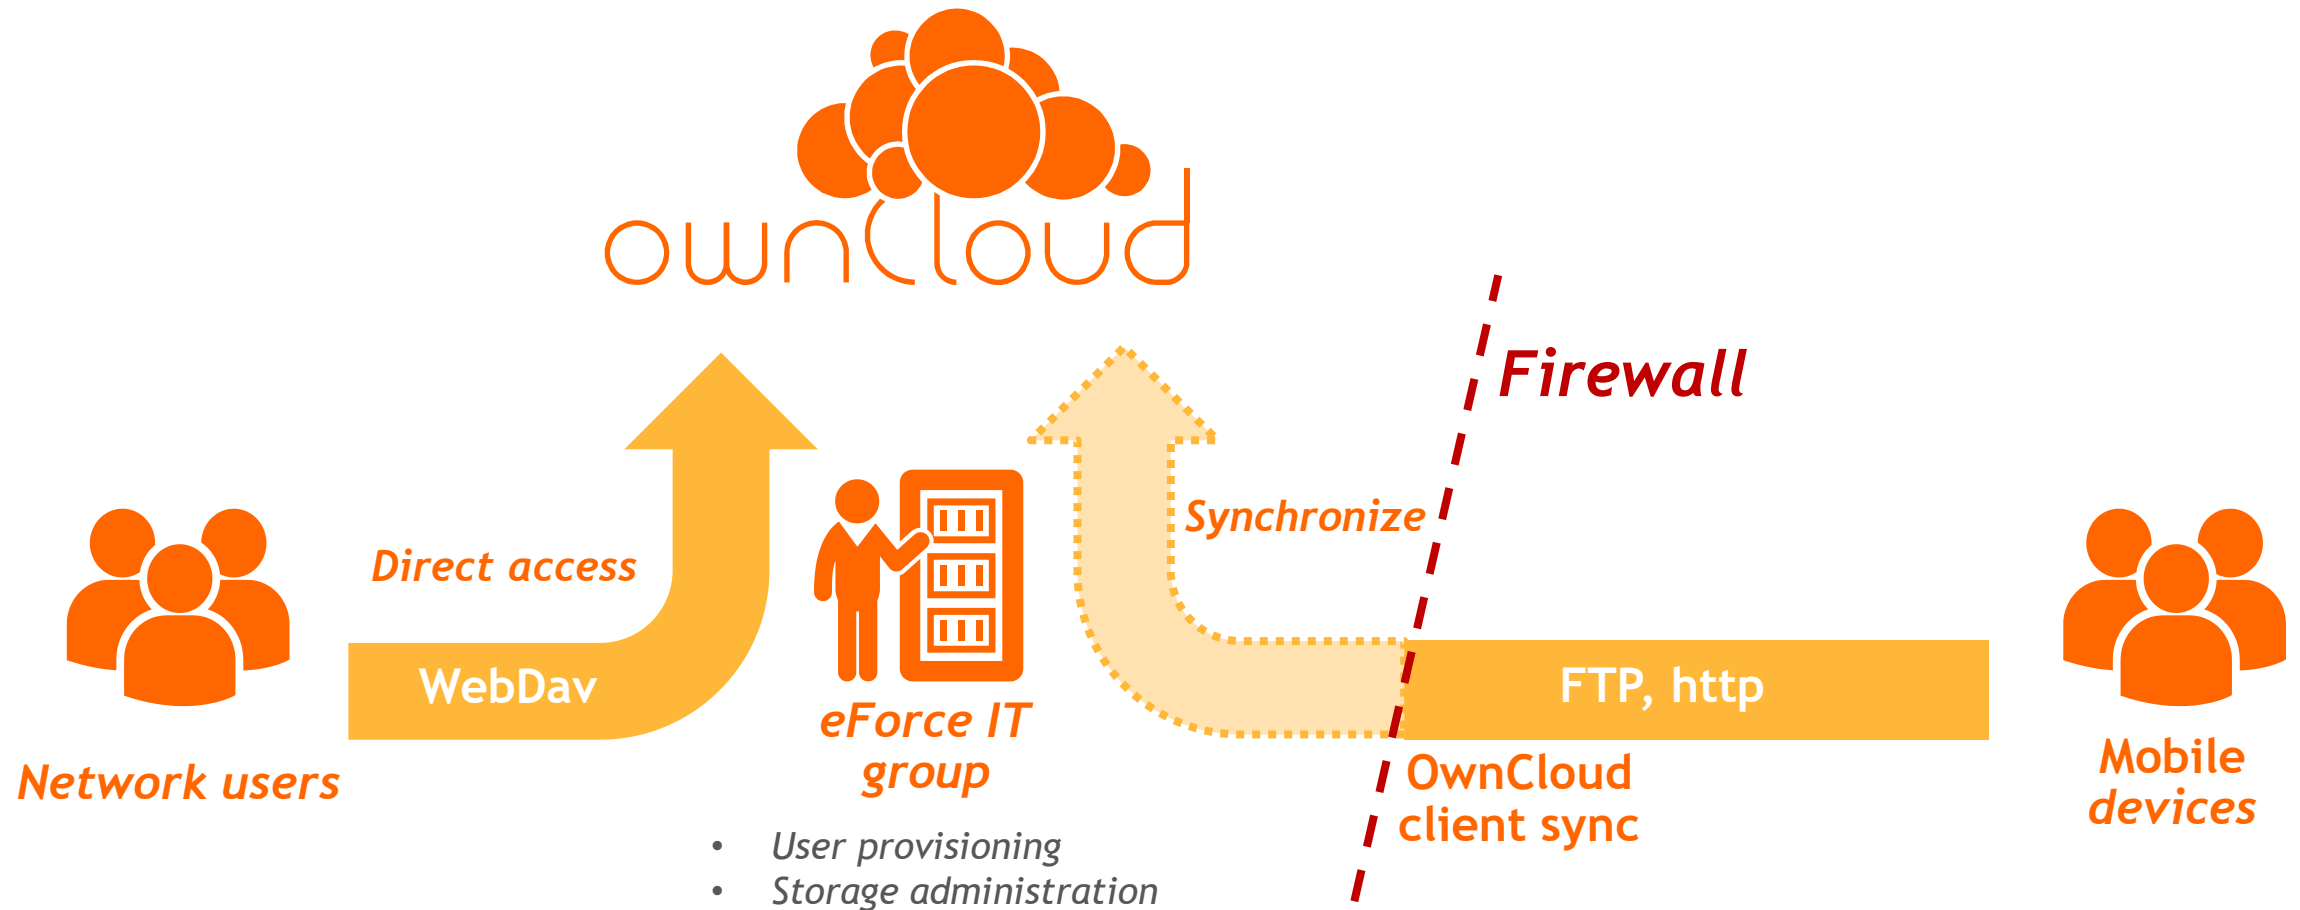 ownCloud
Firewall
Synchronize
Direct access
WebDav
FTP, http
eForce IT
group
Network users
OwnCloud
client sync
Mobile
devices
• User provisioning
• Storage administration